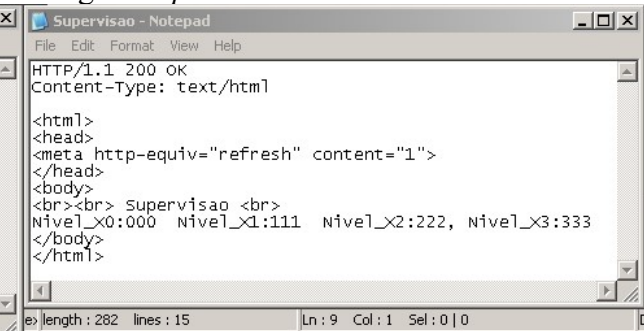 Supervisao - Notepad
File Edit Format View Help
HTTP/1.1 200 OK
Content-Type: text/html

<html>
<head>
<meta http-equiv="refresh" content="1">
</head>
<body>
<br><br> Supervisao <br>
Nivel_X0:000  Nivel_X1:111  Nivel_X2:222, Nivel_X3:333
</body>
</html>
length : 282 lines : 15 Ln : 9 Col : 1 Sel : 0 | 0